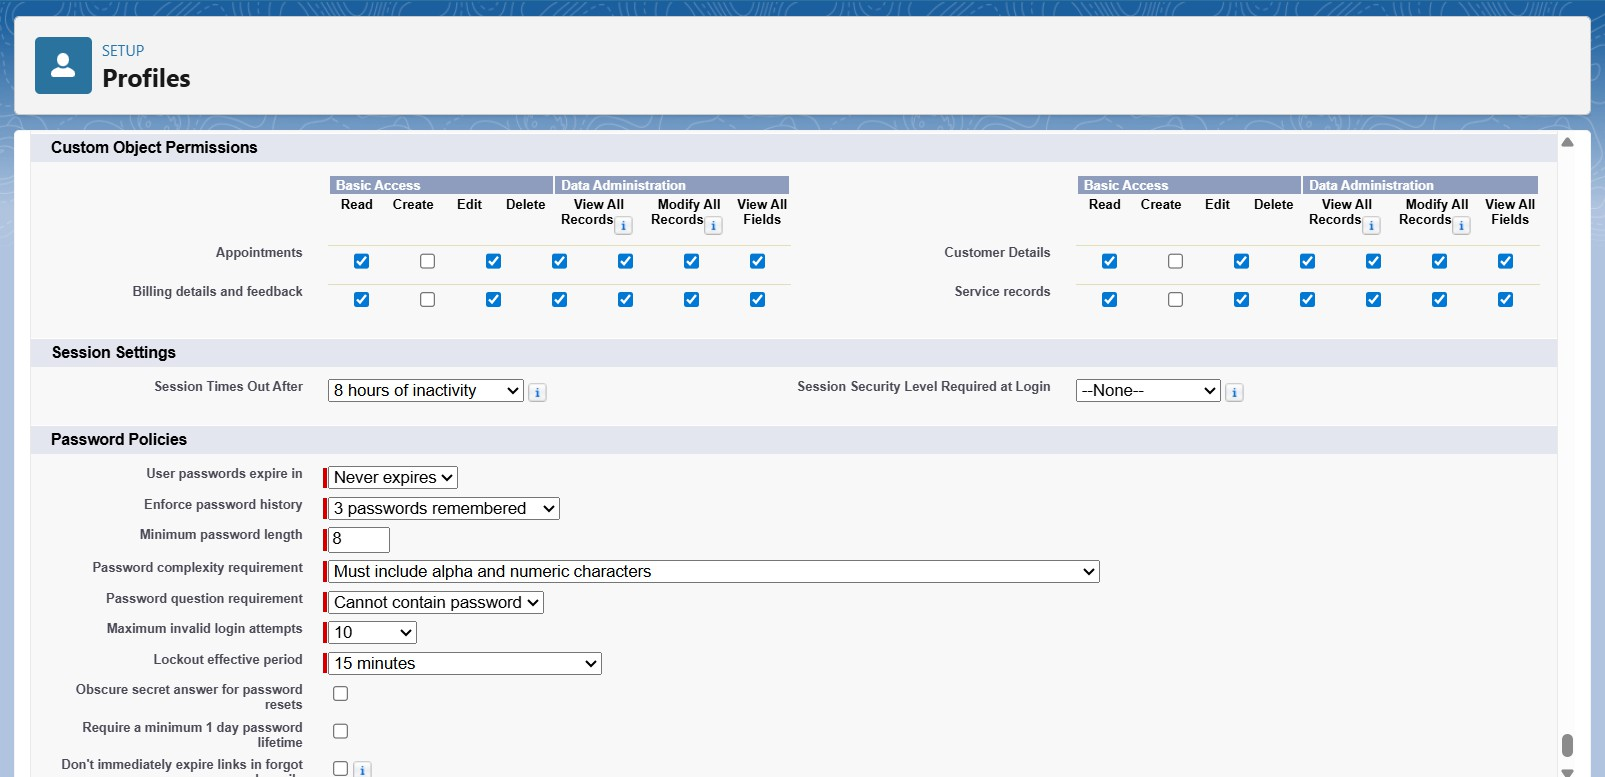 SETUP
Profiles
Custom Object Permissions
Basic Access Data Administration Basic Access Data Administration
Read Create Edit Delete View All Records i Modify All Records i View All Fields Read Create Edit Delete View All Records i Modify All Records i View All Fields
Appointments Customer Details
Billing details and feedback Service records
Session Settings
Session Times Out After 8 hours of inactivity i Session Security Level Required at Login --None-- i
Password Policies
User passwords expire in Never expires
Enforce password history 3 passwords remembered
Minimum password length 8
Password complexity requirement Must include alpha and numeric characters
Password question requirement Cannot contain password
Maximum invalid login attempts 10
Lockout effective period 15 minutes
Obscure secret answer for password
resets
Require a minimum 1 day password
lifetime
Don't immediately expire links in forgot i